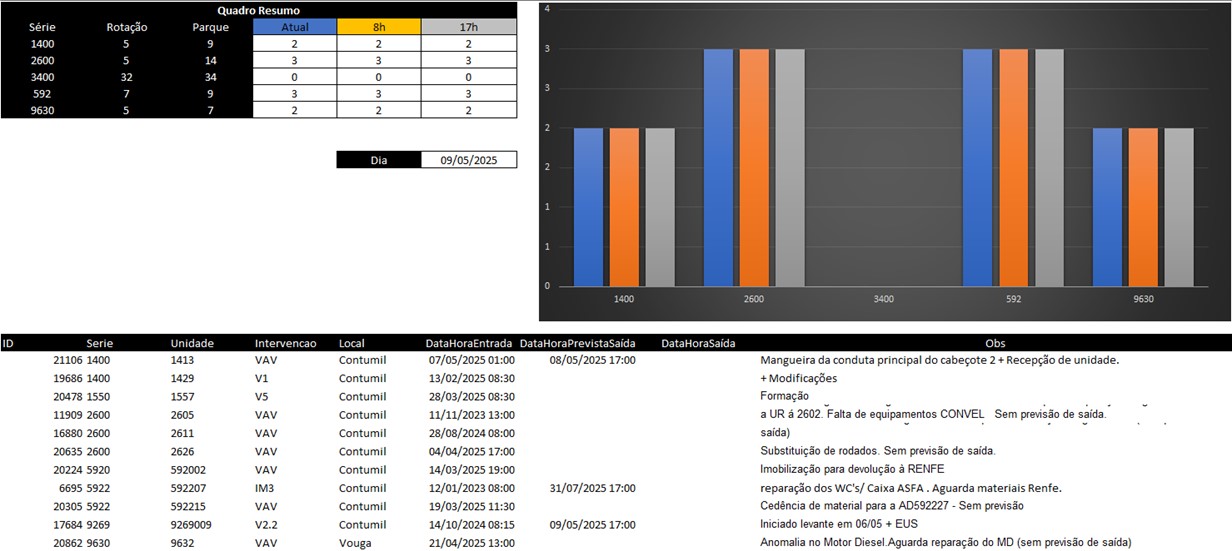 Quadro Resumo
Série Rotação Parque Atual 8h 17h
1400 5 9 2 2 2
2600 5 14 3 3 3
3400 32 34 0 0 0
592 7 9 3 3 3
9630 5 7 2 2 2
Dia 09/05/2025
4
3
3
2
2
1
1
0
1400 2600 3400 592 9630
ID Serie Unidade Intervencao Local DataHoraEntrada DataHoraPrevistaSaída DataHoraSaída Obs
21106 1400 1413 VAV Contumil 07/05/2025 01:00 08/05/2025 17:00 Mangueira da conduta principal do cabeçote 2 + Recepção de unidade.
19686 1400 1429 V1 Contumil 13/02/2025 08:30 + Modificações
20478 1550 1557 V5 Contumil 28/03/2025 08:30 Formação
11909 2600 2605 VAV Contumil 11/11/2023 13:00 a UR á 2602. Falta de equipamentos CONVEL Sem previsão de saída.
16880 2600 2611 VAV Contumil 28/08/2024 08:00 saída)
20635 2600 2626 VAV Contumil 04/04/2025 17:00 Substituição de rodados. Sem previsão de saída.
20224 5920 592002 VAV Contumil 14/03/2025 19:00 Imobilização para devolução à RENFE
6695 5922 592207 IM3 Contumil 12/01/2023 08:00 31/07/2025 17:00 reparação dos WC's/ Caixa ASFA . Aguarda materiais Renfe.
20305 5922 592215 VAV Contumil 19/03/2025 11:30 Cedência de material para a AD592227 - Sem previsão
17684 9269 9269009 V2.2 Contumil 14/10/2024 08:15 09/05/2025 17:00 Iniciado levante em 06/05 + EUS
20862 9630 9632 VAV Vouga 21/04/2025 13:00 Anomalia no Motor Diesel.Aguarda reparação do MD (sem previsão de saída)